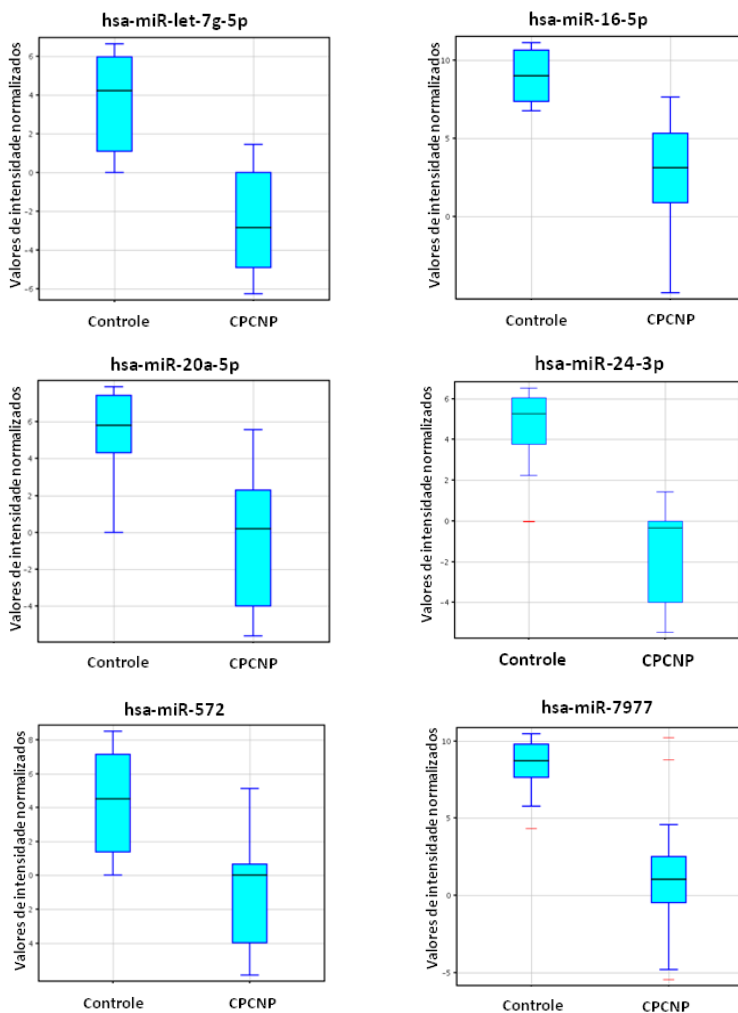 hsa-miR-let-7g-5p
Valores de intensidade normalizados
6
4
2
0
-2
-4
-6
Controle
CPCNP
hsa-miR-16-5p
Valores de intensidade normalizados
10
5
0
Controle
CPCNP
hsa-miR-20a-5p
Valores de intensidade normalizados
6
4
2
0
-2
-4
Controle
CPCNP
hsa-miR-24-3p
Valores de intensidade normalizados
6
4
2
0
-2
-4
Controle
CPCNP
hsa-miR-572
Valores de intensidade normalizados
8
6
4
2
0
2
4
Controle
CPCNP
hsa-miR-7977
Valores de intensidade normalizados
10
5
0
-5
Controle
CPCNP